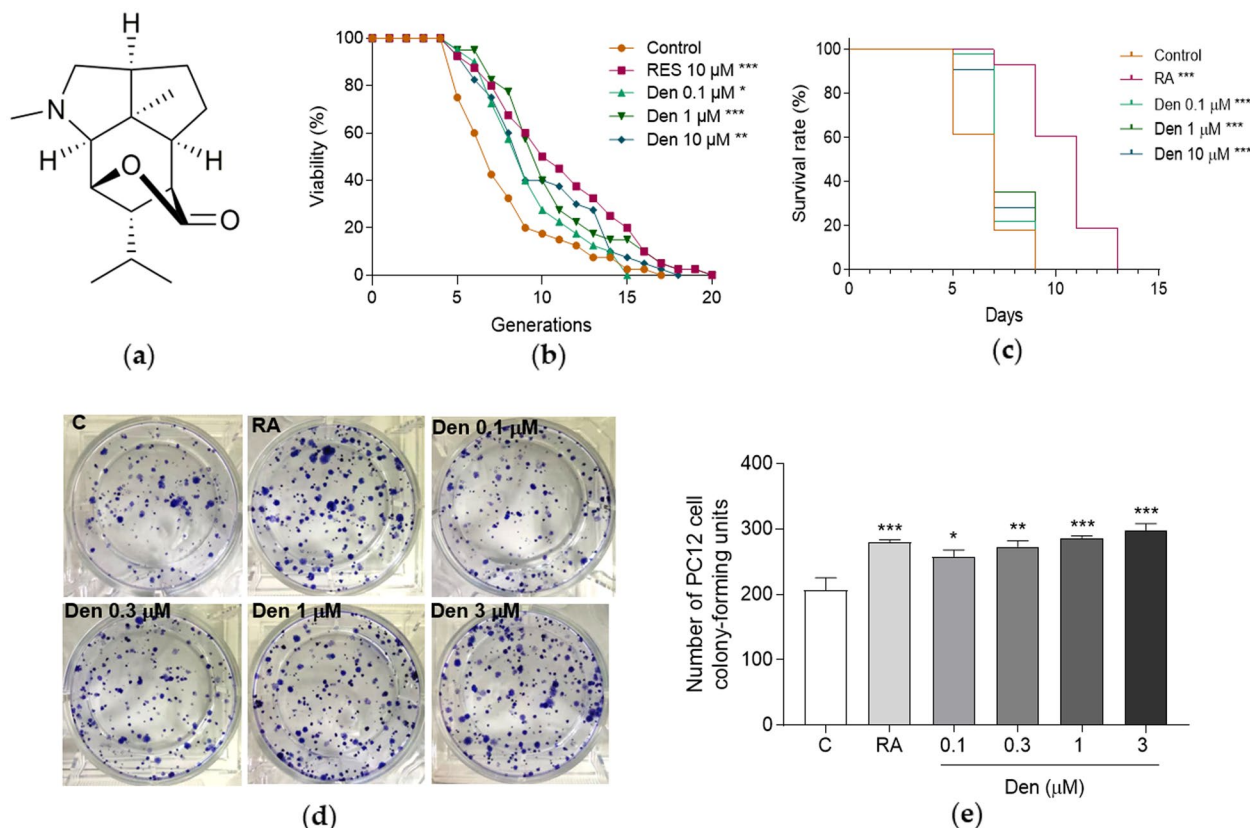 H
N
H
H
O
O
(a)
Viability (%)
100
80
60
40
20
0
0 5 10 15 20
Generations
Control
RES 10 μM ***
Den 0.1 μM *
Den 1 μM ***
Den 10 μM **
(b)
Survival rate (%)
100
80
60
40
20
0
0 5 10 15
Days
Control
RA ***
Den 0.1 μM ***
Den 1 μM ***
Den 10 μM ***
(c)
C RA Den 0.1 μM
Den 0.3 μM Den 1 μM Den 3 μM
(d)
Number of PC12 cell
colony-forming units
400
300
200
100
0
*** * ** *** ***
C RA 0.1 0.3 1 3
Den (μM)
(e)